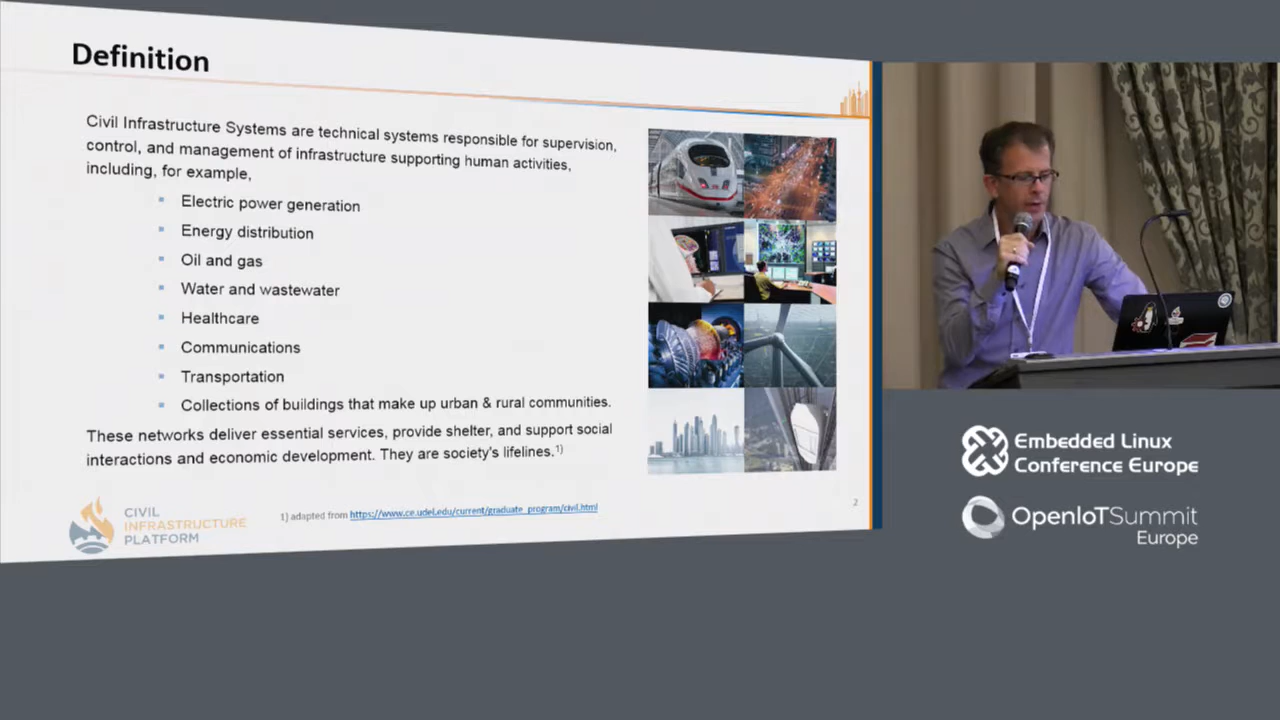 Definition
Civil Infrastructure Systems are technical systems responsible for supervision,
control, and management of infrastructure supporting human activities,
including, for example,
Electric power generation
Energy distribution
Oil and gas
Water and wastewater
Healthcare
Communications
Transportation
Collections of buildings that make up urban & rural communities.
These networks deliver essential services, provide shelter, and support social
interactions and economic development. They are society's lifelines.1)
1) adapted from https://www.ce.udel.edu/current/graduate_program/civil.html
2
CIVIL
INFRASTRUCTURE
PLATFORM
Embedded Linux
Conference Europe
OpenIoTSummit
Europe